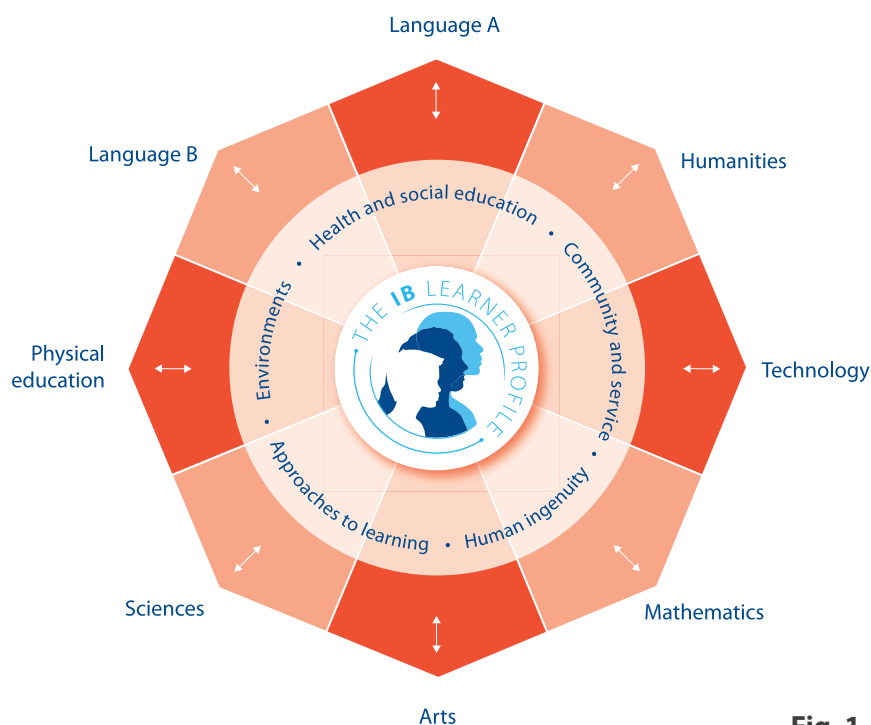 Language A
Language B
Humanities
Health and social education
•
Community and service
•
Environments
•
THE IB LEARNER PROFILE
Physical
education
Technology
•
Approaches to learning
•
Human ingenuity
Sciences
Mathematics
Arts
Fig. 1